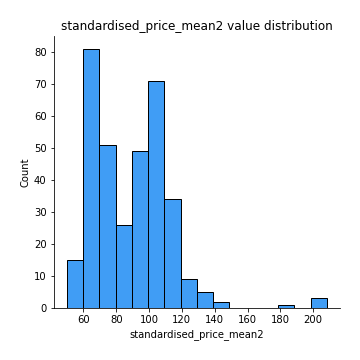 standardised_price_mean2 value distribution
80
70
60
50
40
30
20
10
0
Count
60 80 100 120 140 160 180 200
standardised_price_mean2